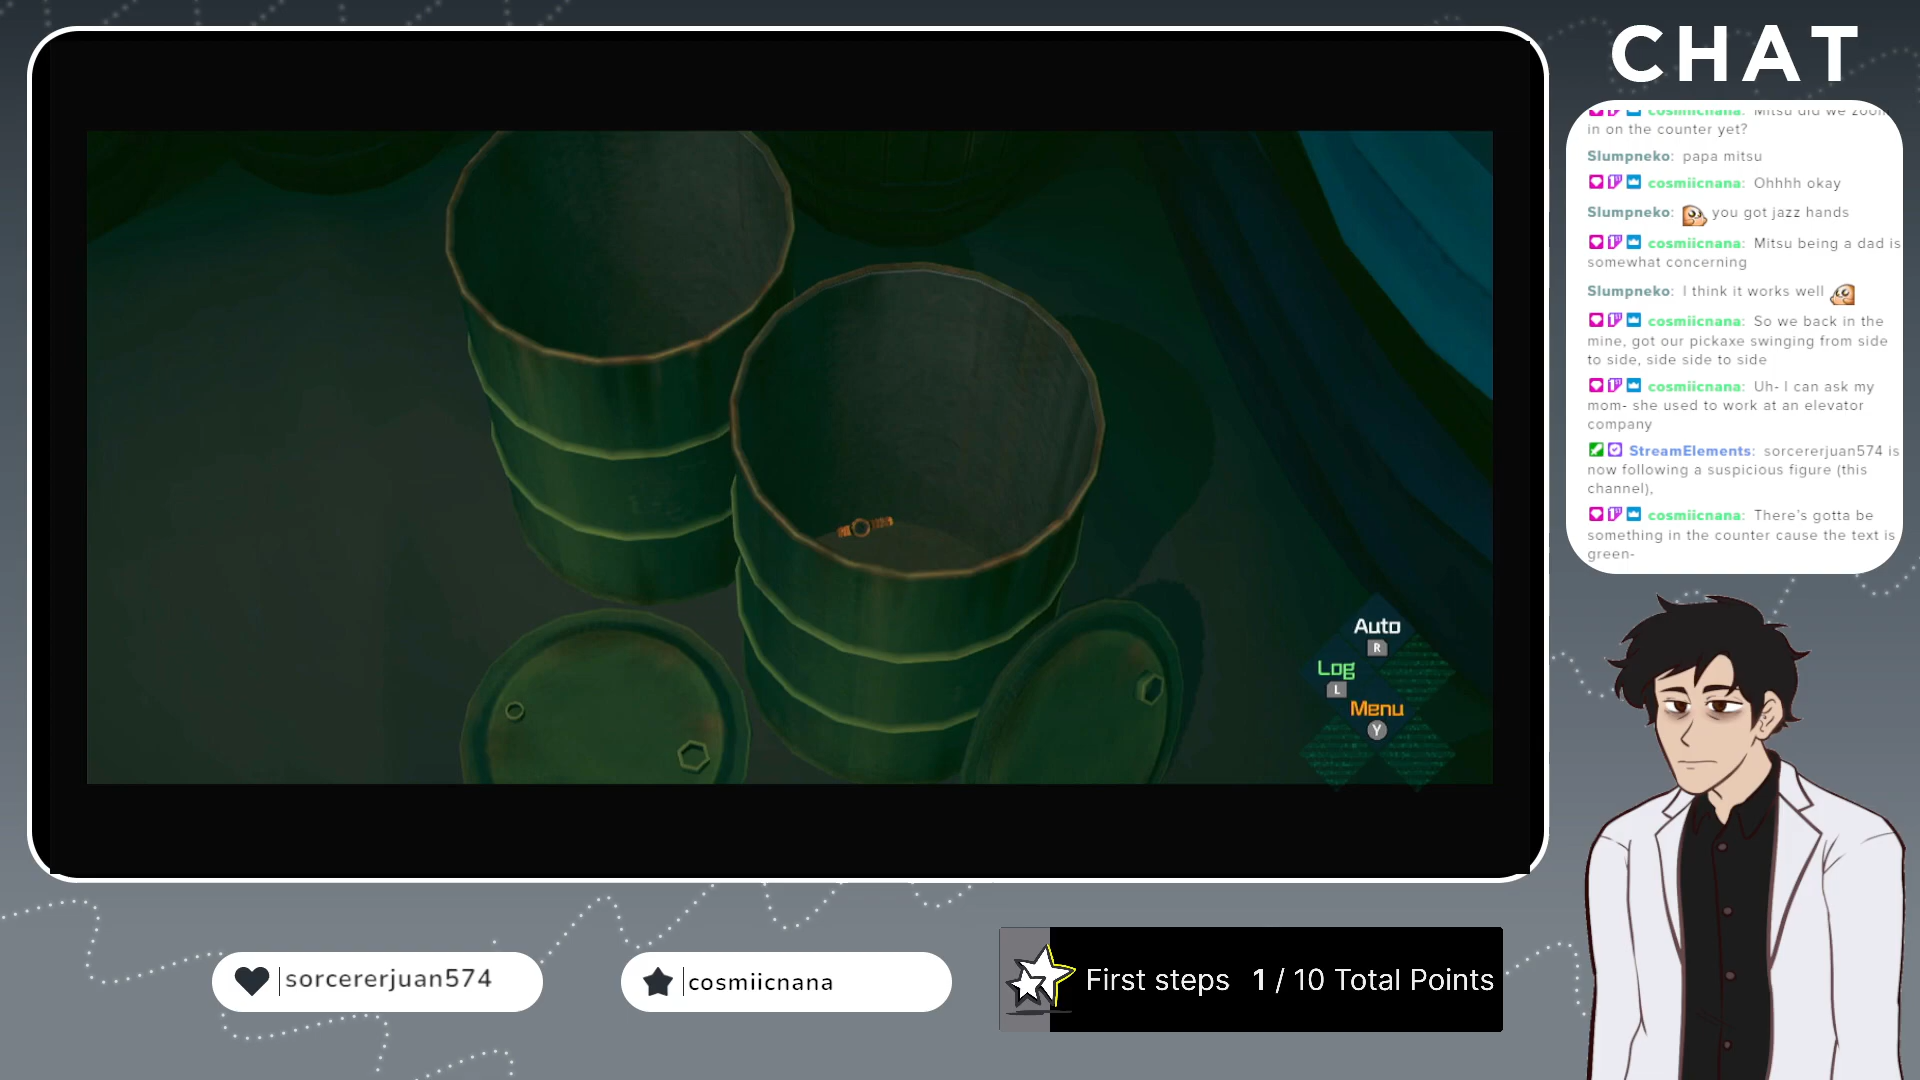 CHAT
cosmiicnana: Mitsu did we zoom
in on the counter yet?
Slumpneko: papa mitsu
cosmiicnana: Ohhhh okay
Slumpneko: you got jazz hands
cosmiicnana: Mitsu being a dad is
somewhat concerning
Slumpneko: I think it works well
cosmiicnana: So we back in the
mine, got our pickaxe swinging from side
to side, side side to side
cosmiicnana: Uh- I can ask my
mom- she used to work at an elevator
company
StreamElements: sorcererjuan574 is
now following a suspicious figure (this
channel),
cosmiicnana: There's gotta be
something in the counter cause the text is
green-
Auto
R
Log
L
Menu
Y
sorcererjuan574
cosmiicnana
First steps 1 / 10 Total Points